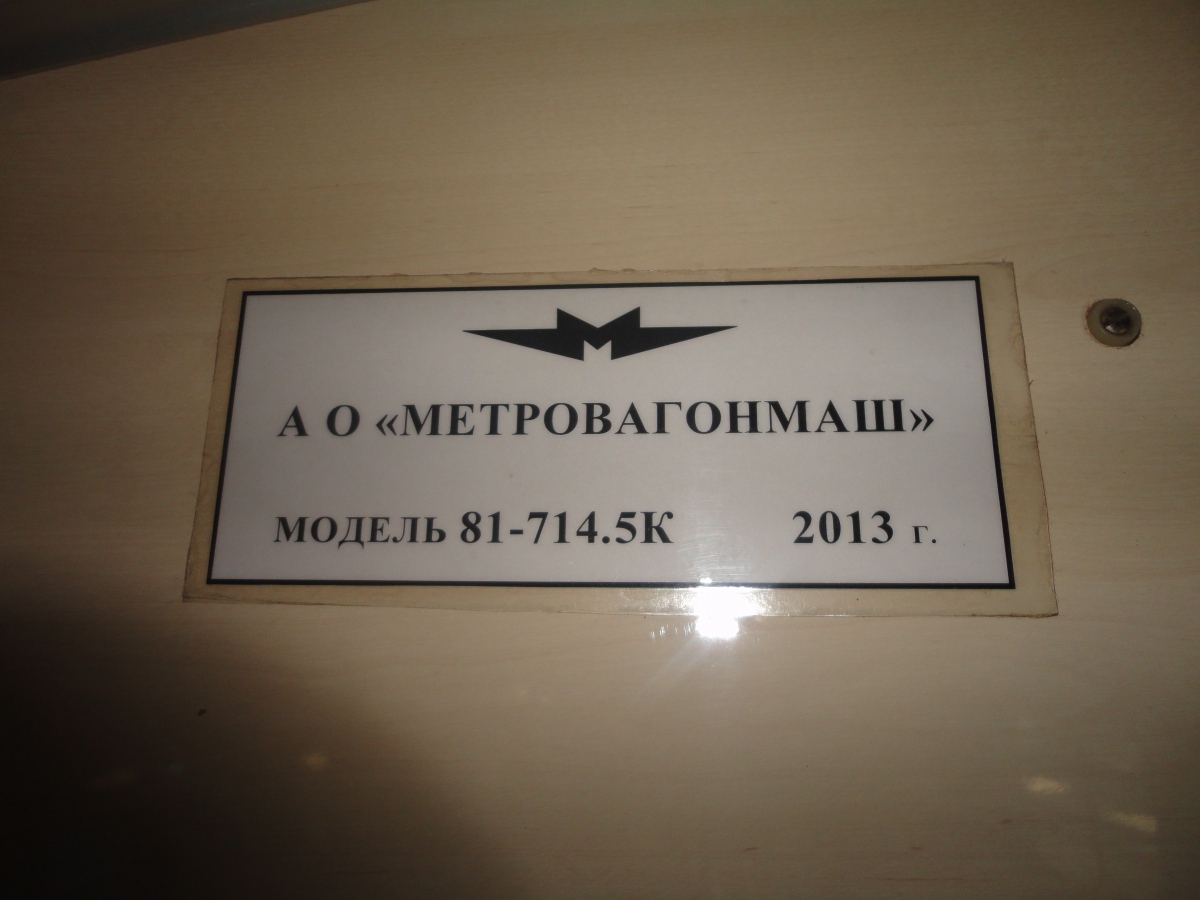 А О «МЕТРОВАГОНМАШ»
МОДЕЛЬ 81-714.5К 2013 г.